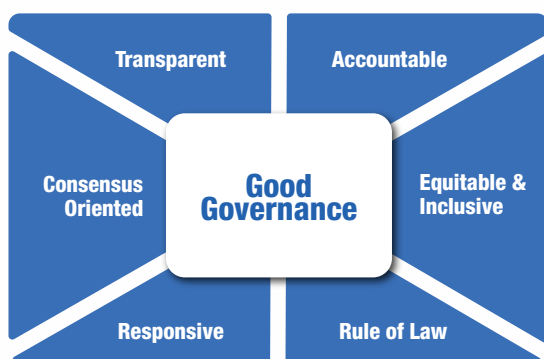 Transparent
Accountable
Consensus
Oriented
Good
Governance
Equitable &
Inclusive
Responsive
Rule of Law